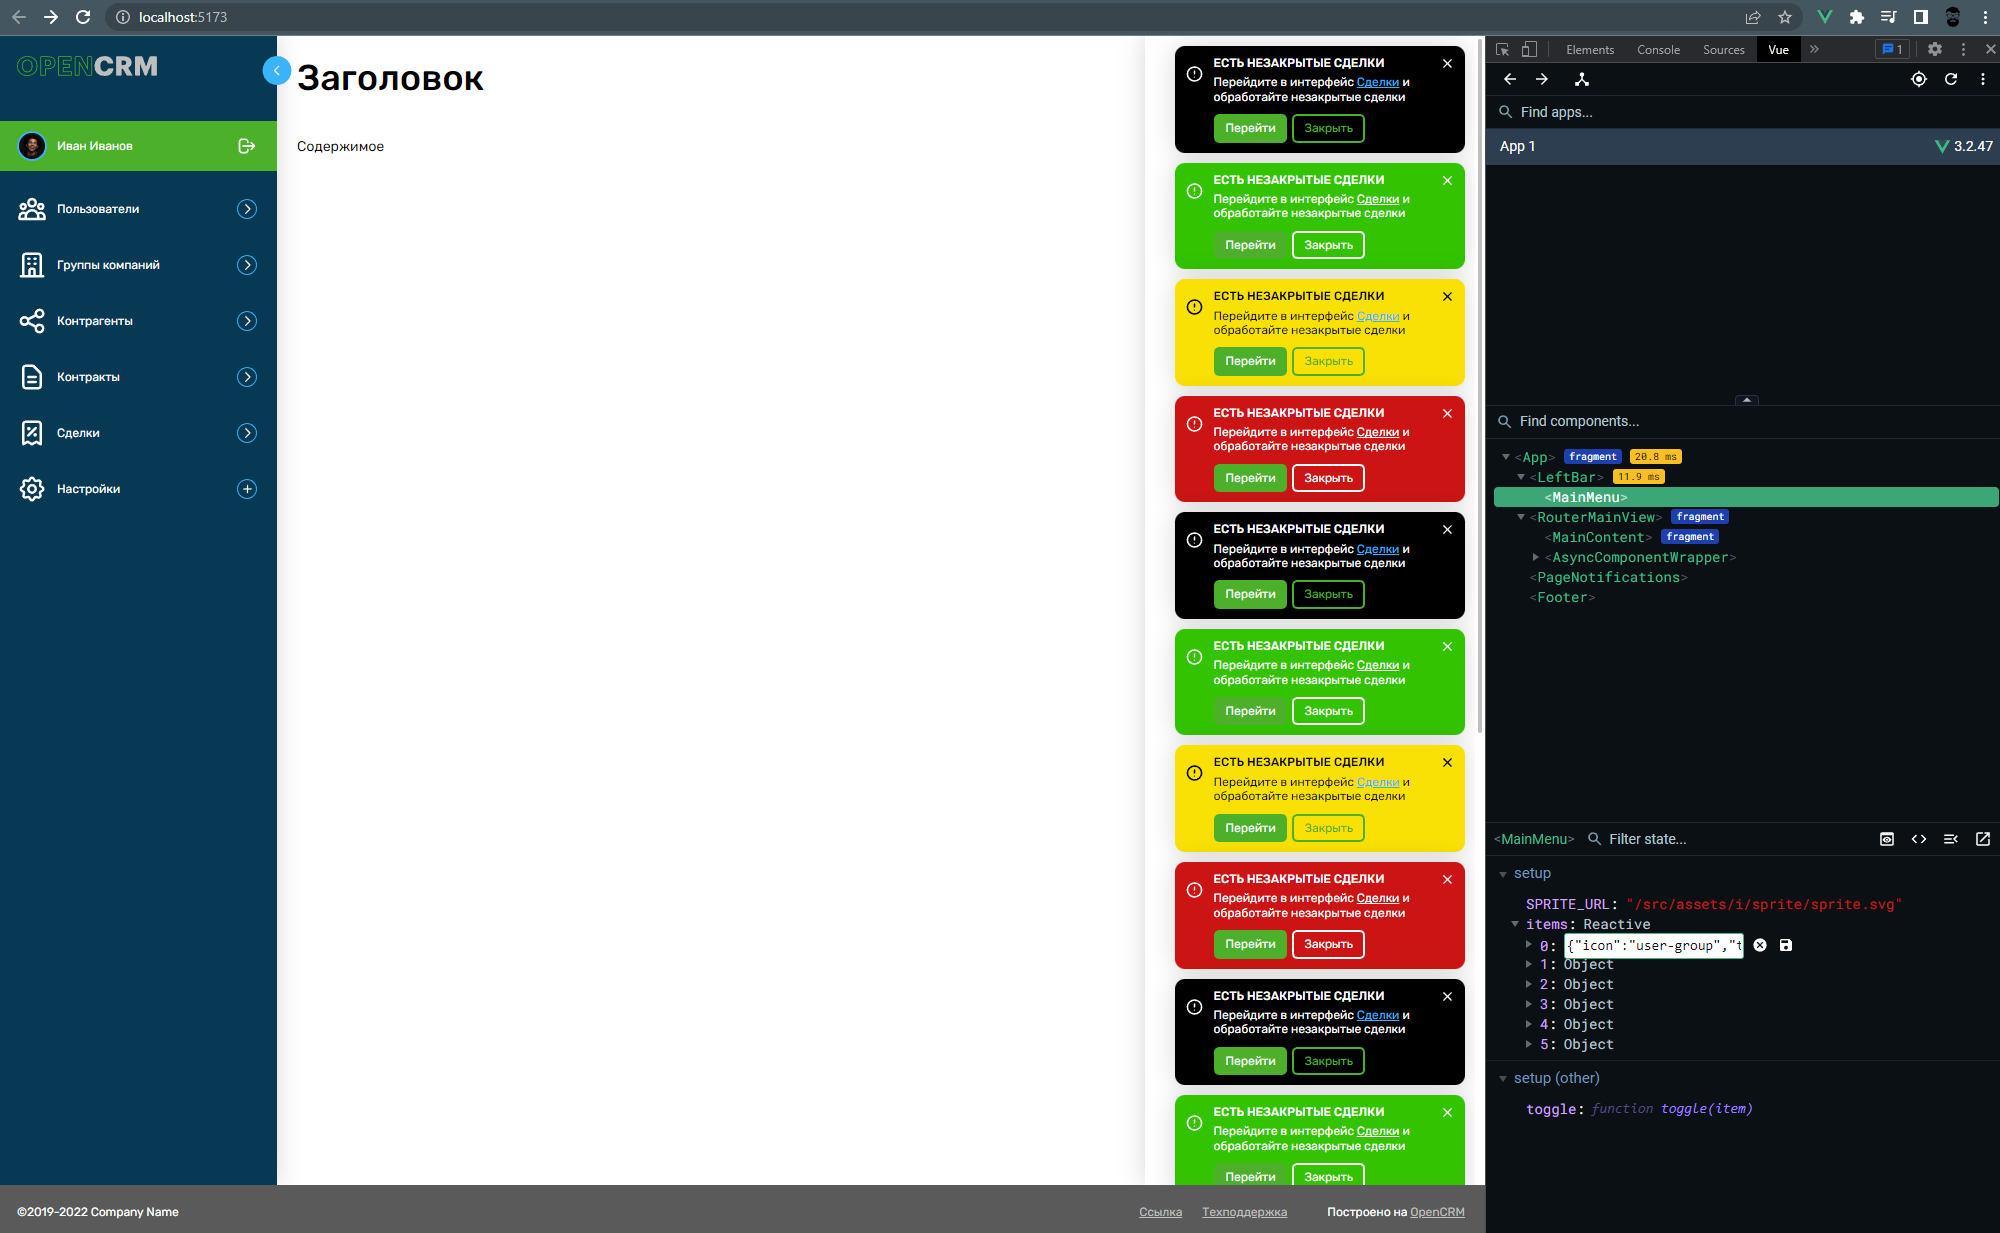 localhost:5173
OPENCRM
Иван Иванов
Пользователи
Группы компаний
Контрагенты
Контракты
Сделки
Настройки
Заголовок
Содержимое
ЕСТЬ НЕЗАКРЫТЫЕ СДЕЛКИ
Перейдите в интерфейс Сделки и
обработайте незакрытые сделки
Перейти Закрыть
ЕСТЬ НЕЗАКРЫТЫЕ СДЕЛКИ
Перейдите в интерфейс Сделки и
обработайте незакрытые сделки
Перейти Закрыть
ЕСТЬ НЕЗАКРЫТЫЕ СДЕЛКИ
Перейдите в интерфейс Сделки и
обработайте незакрытые сделки
Перейти Закрыть
ЕСТЬ НЕЗАКРЫТЫЕ СДЕЛКИ
Перейдите в интерфейс Сделки и
обработайте незакрытые сделки
Перейти Закрыть
ЕСТЬ НЕЗАКРЫТЫЕ СДЕЛКИ
Перейдите в интерфейс Сделки и
обработайте незакрытые сделки
Перейти Закрыть
ЕСТЬ НЕЗАКРЫТЫЕ СДЕЛКИ
Перейдите в интерфейс Сделки и
обработайте незакрытые сделки
Перейти Закрыть
ЕСТЬ НЕЗАКРЫТЫЕ СДЕЛКИ
Перейдите в интерфейс Сделки и
обработайте незакрытые сделки
Перейти Закрыть
ЕСТЬ НЕЗАКРЫТЫЕ СДЕЛКИ
Перейдите в интерфейс Сделки и
обработайте незакрытые сделки
Перейти Закрыть
ЕСТЬ НЕЗАКРЫТЫЕ СДЕЛКИ
Перейдите в интерфейс Сделки и
обработайте незакрытые сделки
Перейти Закрыть
ЕСТЬ НЕЗАКРЫТЫЕ СДЕЛКИ
Перейдите в интерфейс Сделки и
обработайте незакрытые сделки
Перейти Закрыть
©2019-2022 Company Name
Ссылка Техподдержка Построено на OpenCRM
Elements Console Sources Vue » 1
Find apps...
App 1 3.2.47
Find components...
<App> fragment 20.8 ms
<LeftBar> 11.9 ms
<MainMenu>
<RouterMainView> fragment
<MainContent> fragment
<AsyncComponentWrapper>
<PageNotifications>
<Footer>
<MainMenu> Filter state...
setup
SPRITE_URL: "/src/assets/i/sprite/sprite.svg"
items: Reactive
0: {"icon":"user-group","t
1: Object
2: Object
3: Object
4: Object
5: Object
setup (other)
toggle: function toggle(item)